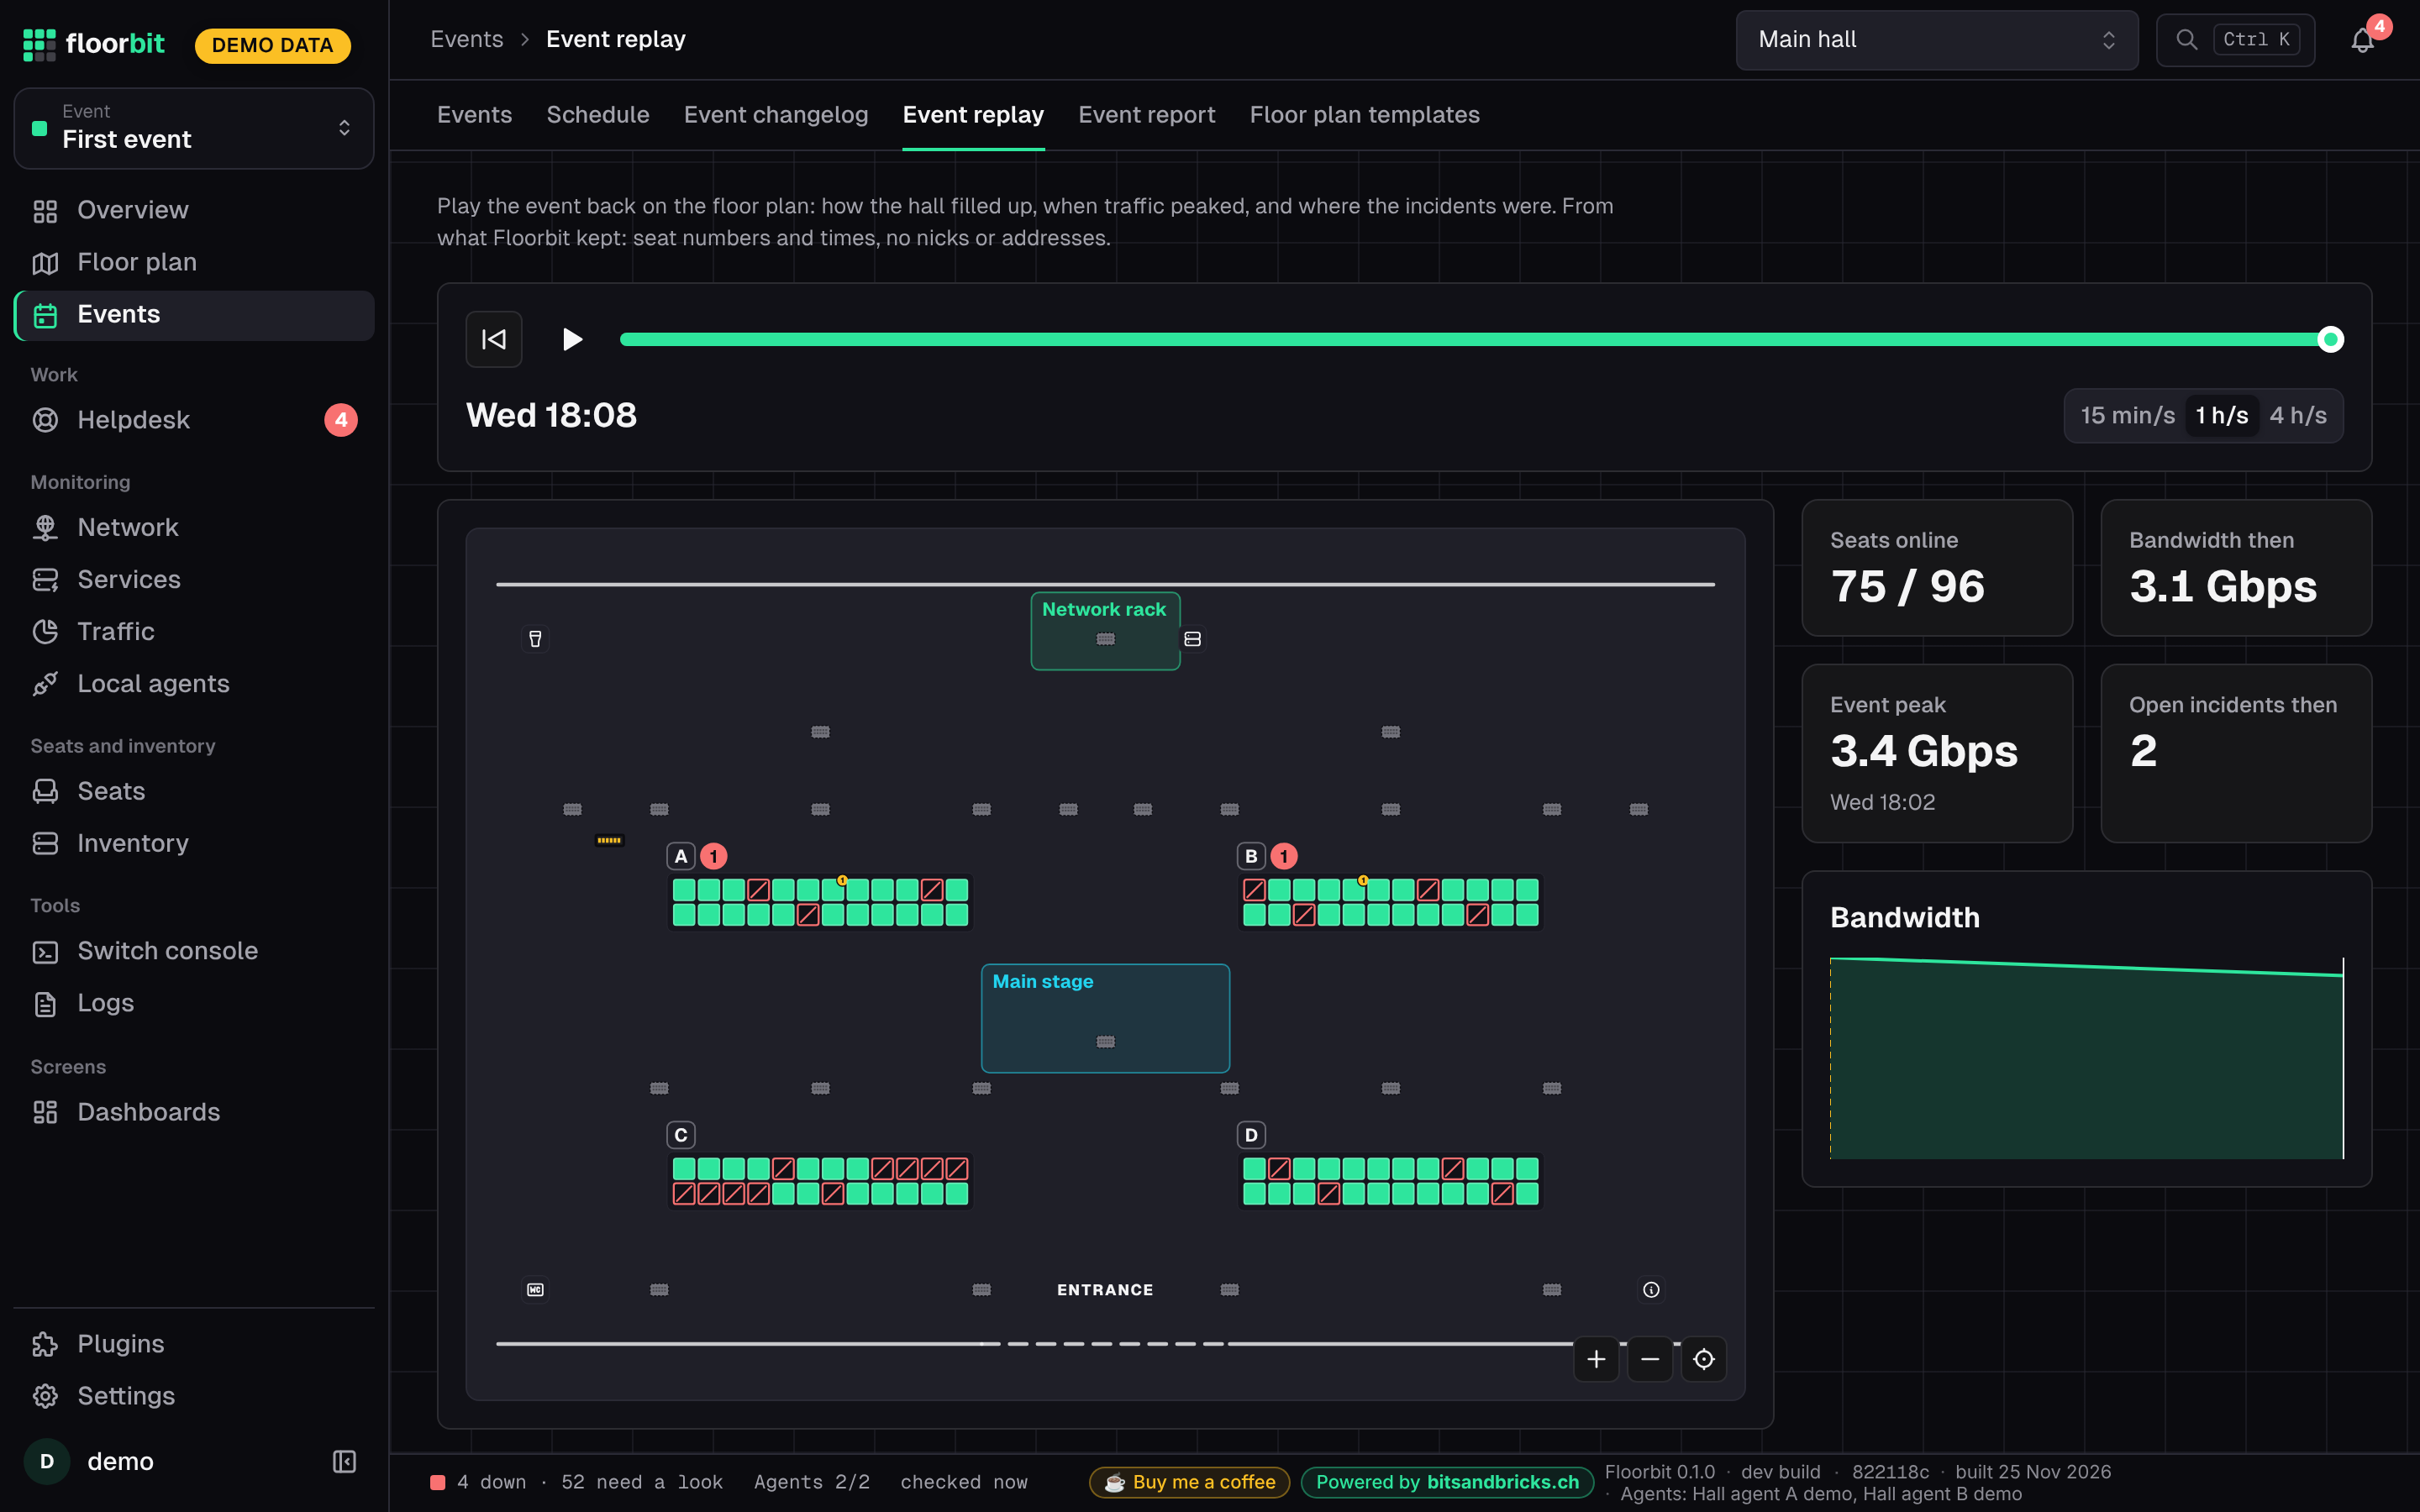 floorbit
DEMO DATA
Event
First event
Overview
Floor plan
Events
Work
Helpdesk
4
Monitoring
Network
Services
Traffic
Local agents
Seats and inventory
Seats
Inventory
Tools
Switch console
Logs
Screens
Dashboards
Plugins
Settings
D
demo
Events
Event replay
Main hall
Ctrl K
4
Events
Schedule
Event changelog
Event replay
Event report
Floor plan templates
Play the event back on the floor plan: how the hall filled up, when traffic peaked, and where the incidents were. From
what Floorbit kept: seat numbers and times, no nicks or addresses.
Wed 18:08
15 min/s
1 h/s
4 h/s
Network rack
A
1
B
1
1
1
Main stage
C
D
WC
ENTRANCE
Seats online
75 / 96
Bandwidth then
3.1 Gbps
Event peak
3.4 Gbps
Wed 18:02
Open incidents then
2
Bandwidth
4 down · 52 need a look
Agents 2/2
checked now
Buy me a coffee
Powered by bitsandbricks.ch
Floorbit 0.1.0 · dev build · 822118c · built 25 Nov 2026
· Agents: Hall agent A demo, Hall agent B demo